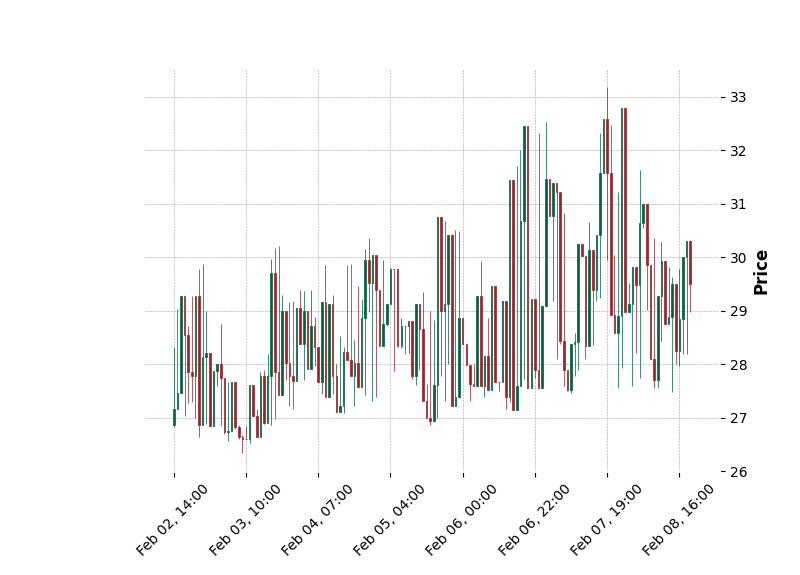 33
32
31
30
29
28
27
26
Price
Feb 02, 14:00
Feb 03, 10:00
Feb 04, 07:00
Feb 05, 04:00
Feb 06, 00:00
Feb 06, 22:00
Feb 07, 19:00
Feb 08, 16:00